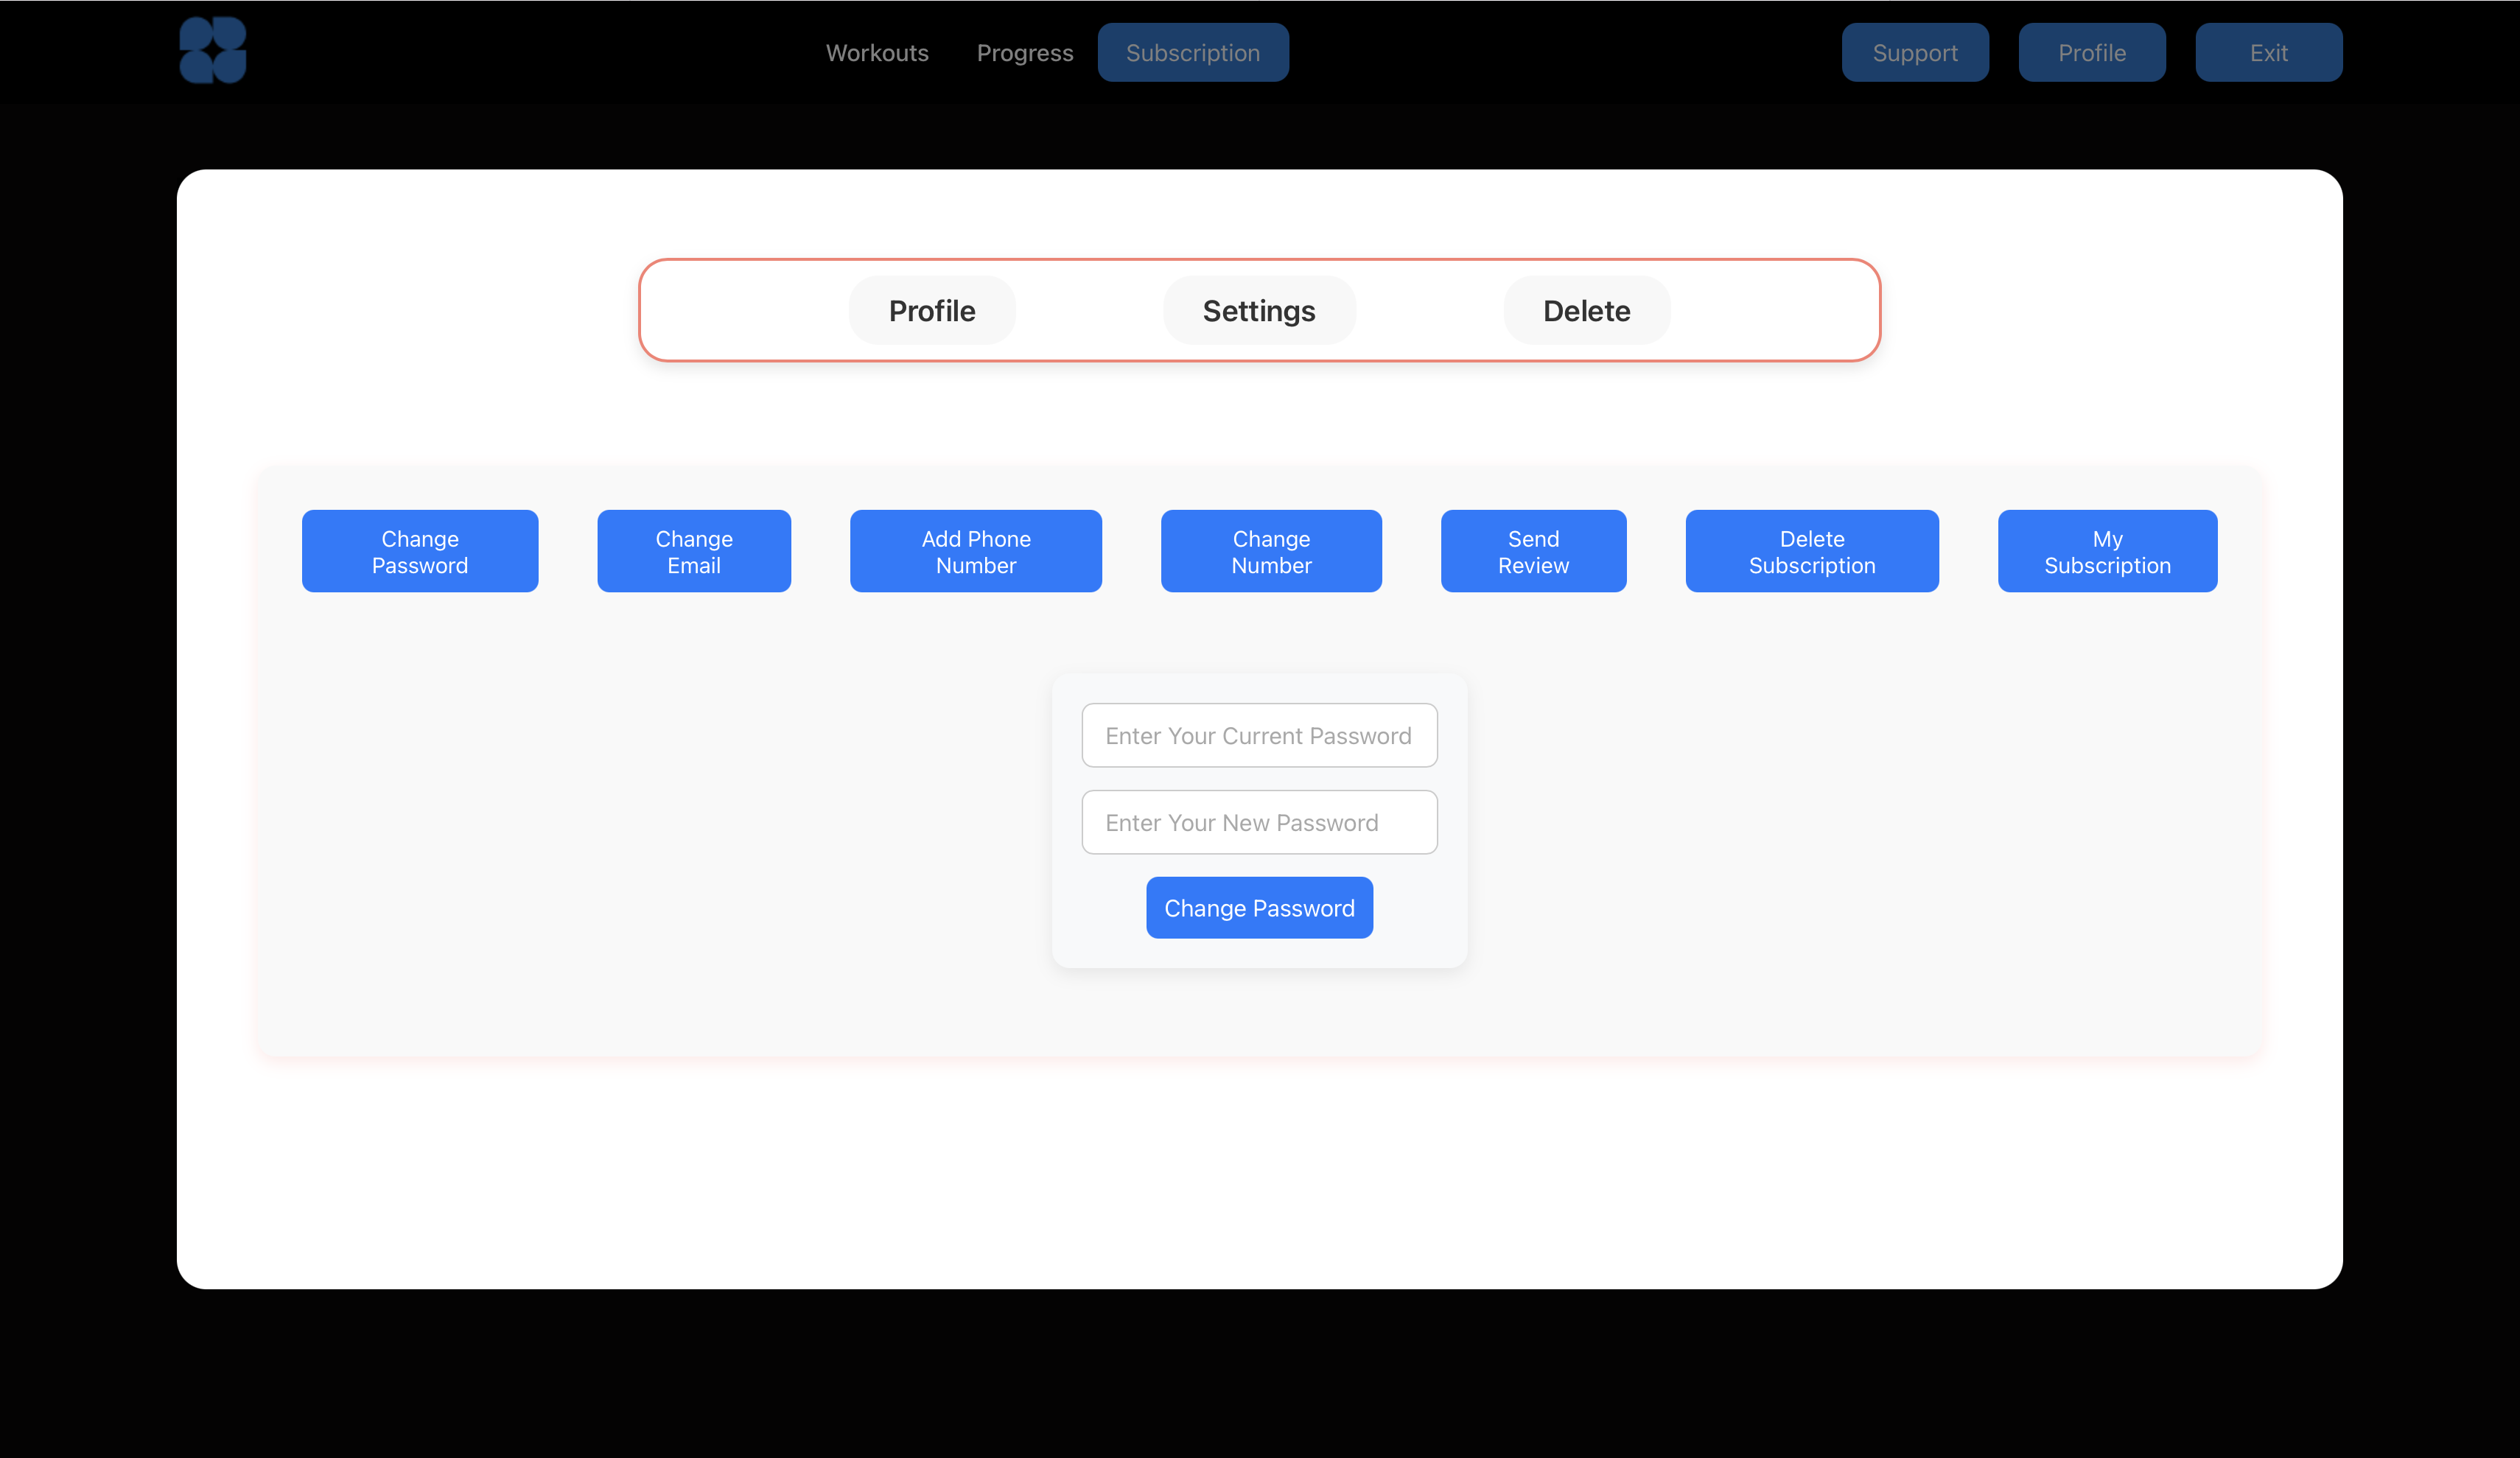 Workouts Progress Subscription Support Profile Exit
Profile Settings Delete
Change
Password
Change
Email
Add Phone
Number
Change
Number
Send
Review
Delete
Subscription
My
Subscription
Enter Your Current Password
Enter Your New Password
Change Password